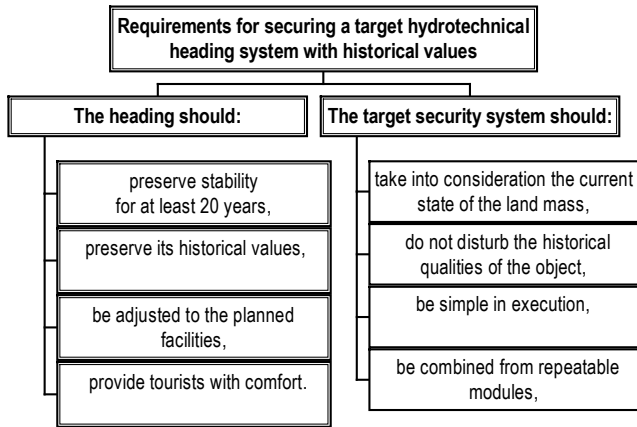 Requirements for securing a target hydrotechnical
heading system with historical values
The heading should:
preserve stability
for at least 20 years,
preserve its historical values,
be adjusted to the planned
facilities,
provide tourists with comfort.
The target security system should:
take into consideration the current
state of the land mass,
do not disturb the historical
qualities of the object,
be simple in execution,
be combined from repeatable
modules,